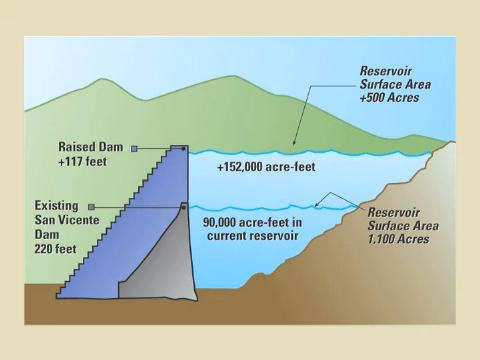 Reservoir
Surface Area
+500 Acres
Raised Dam
+117 feet
+152,000 acre-feet
Existing
San Vicente
Dam
220 feet
90,000 acre-feet in
current reservoir
Reservoir
Surface Area
1,100 Acres